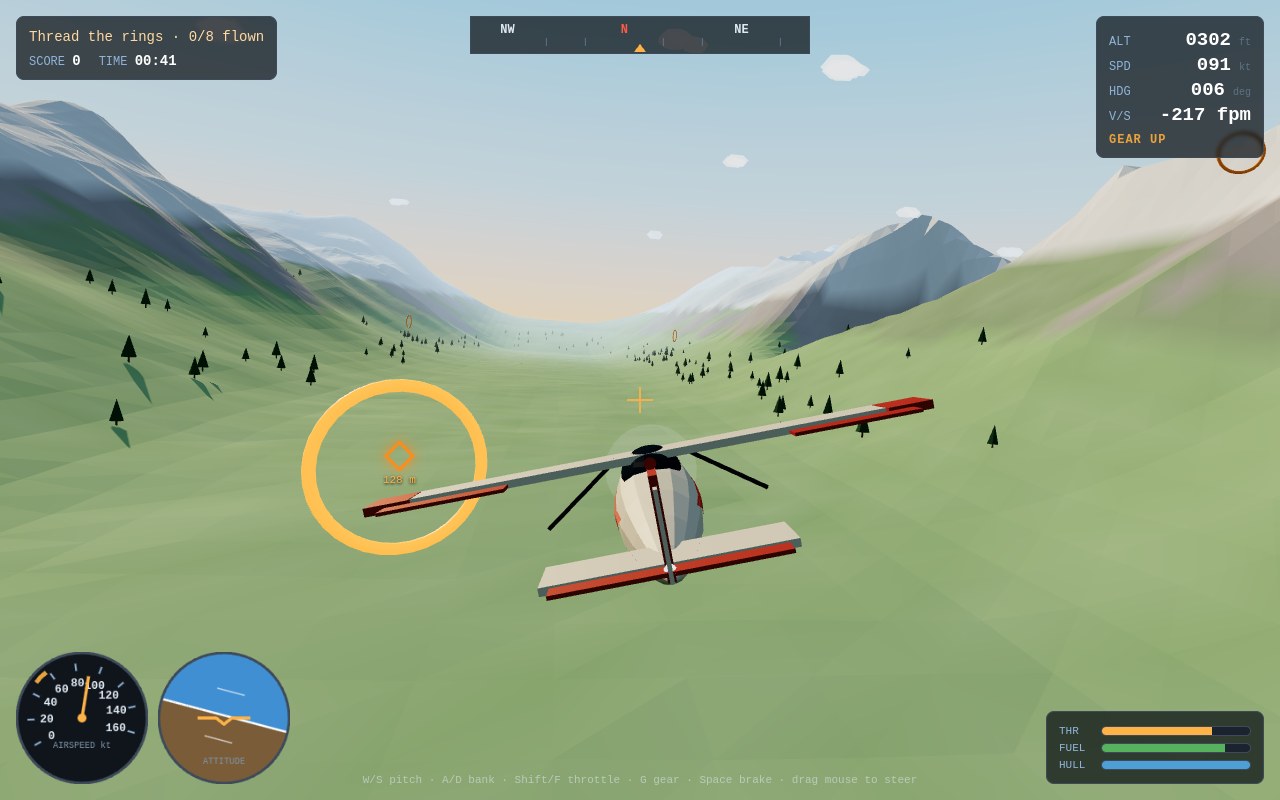 Thread the rings · 0/8 flown
SCORE 0 TIME 00:41
NW N NE
ALT 0302 ft
SPD 091 kt
HDG 006 deg
V/S -217 fpm
GEAR UP
128 m
0 20 40 60 80 100 120 140 160
AIRSPEED kt
ATTITUDE
THR
FUEL
HULL
W/S pitch · A/D bank · Shift/F throttle · G gear · Space brake · drag mouse to steer